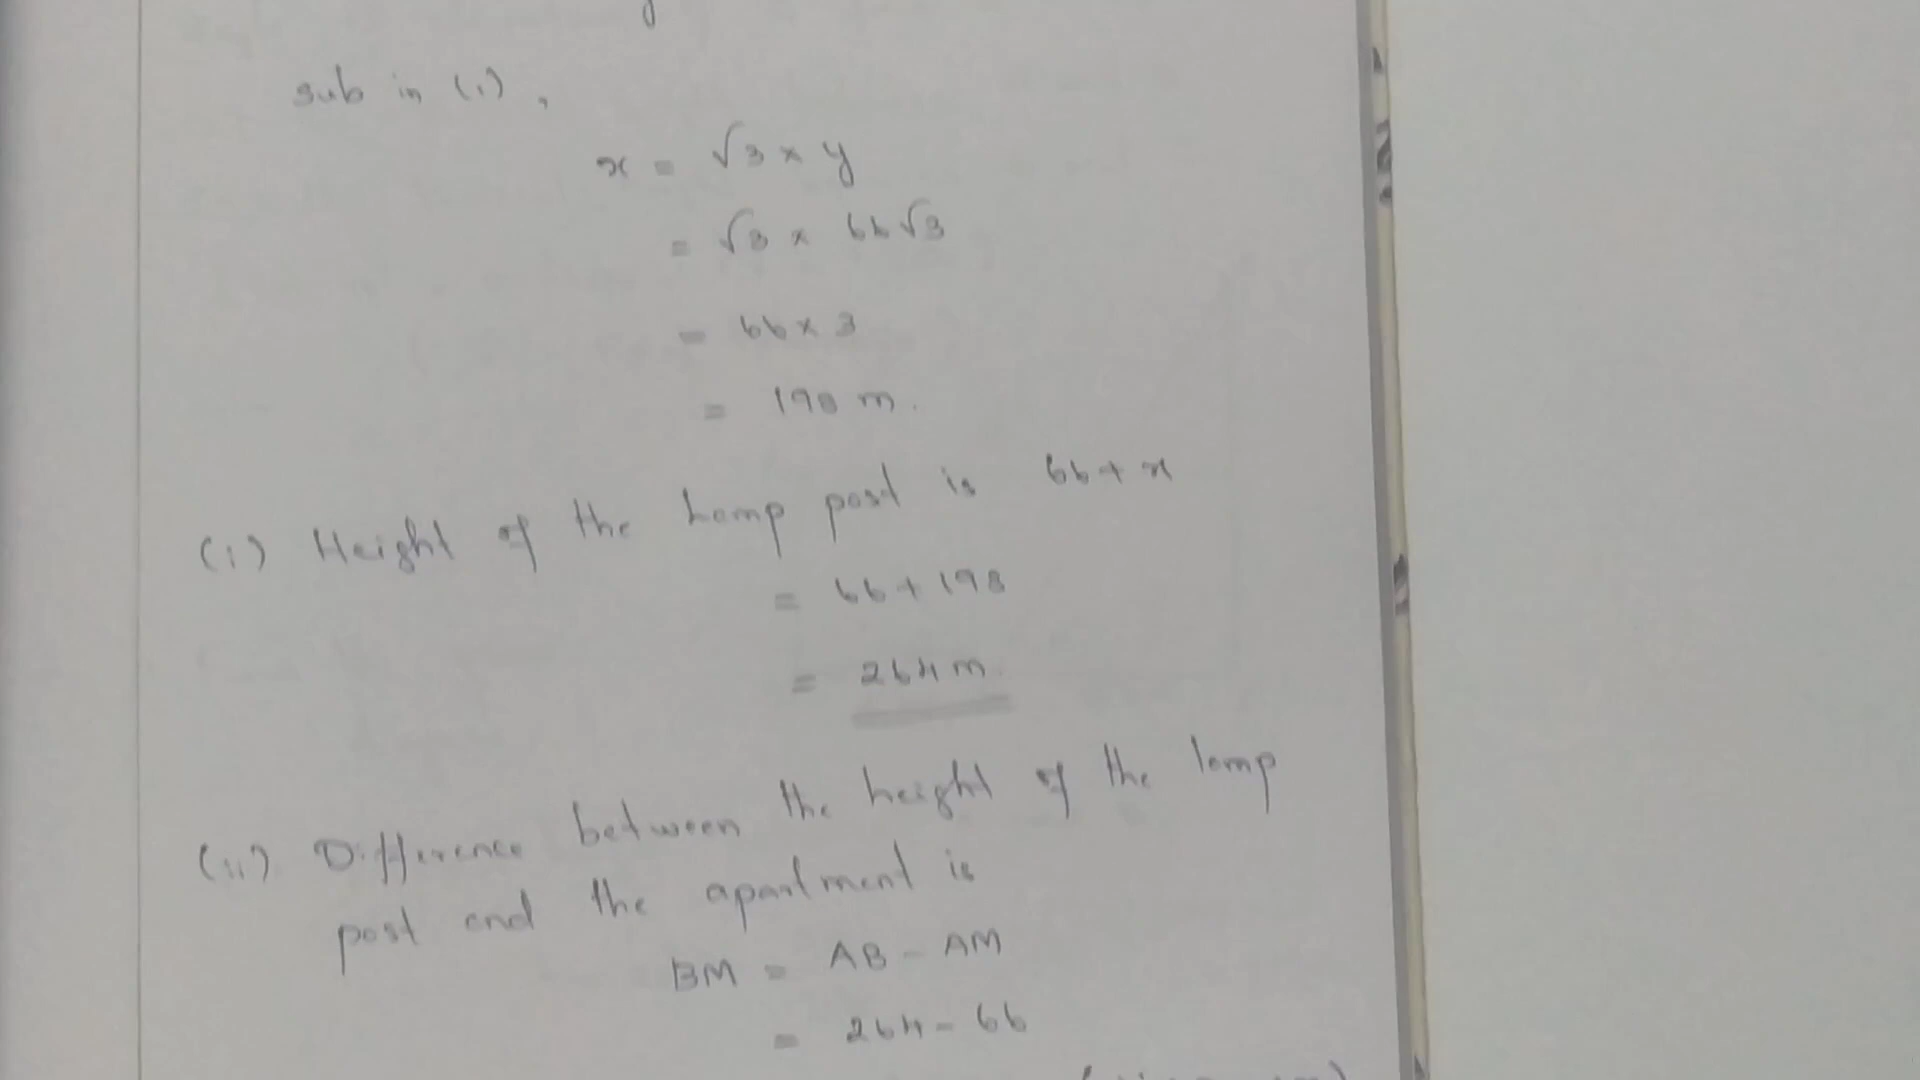 sub in (1),
x = √3 × y
= √3 × 66√3
= 66 × 3
= 198 m.
(i) Height of the Lamp post is 66 + x
= 66 + 198
= 264 m.
(ii) Difference between the height of the lamp
post and the apartment is
BM = AB - AM
= 264 - 66